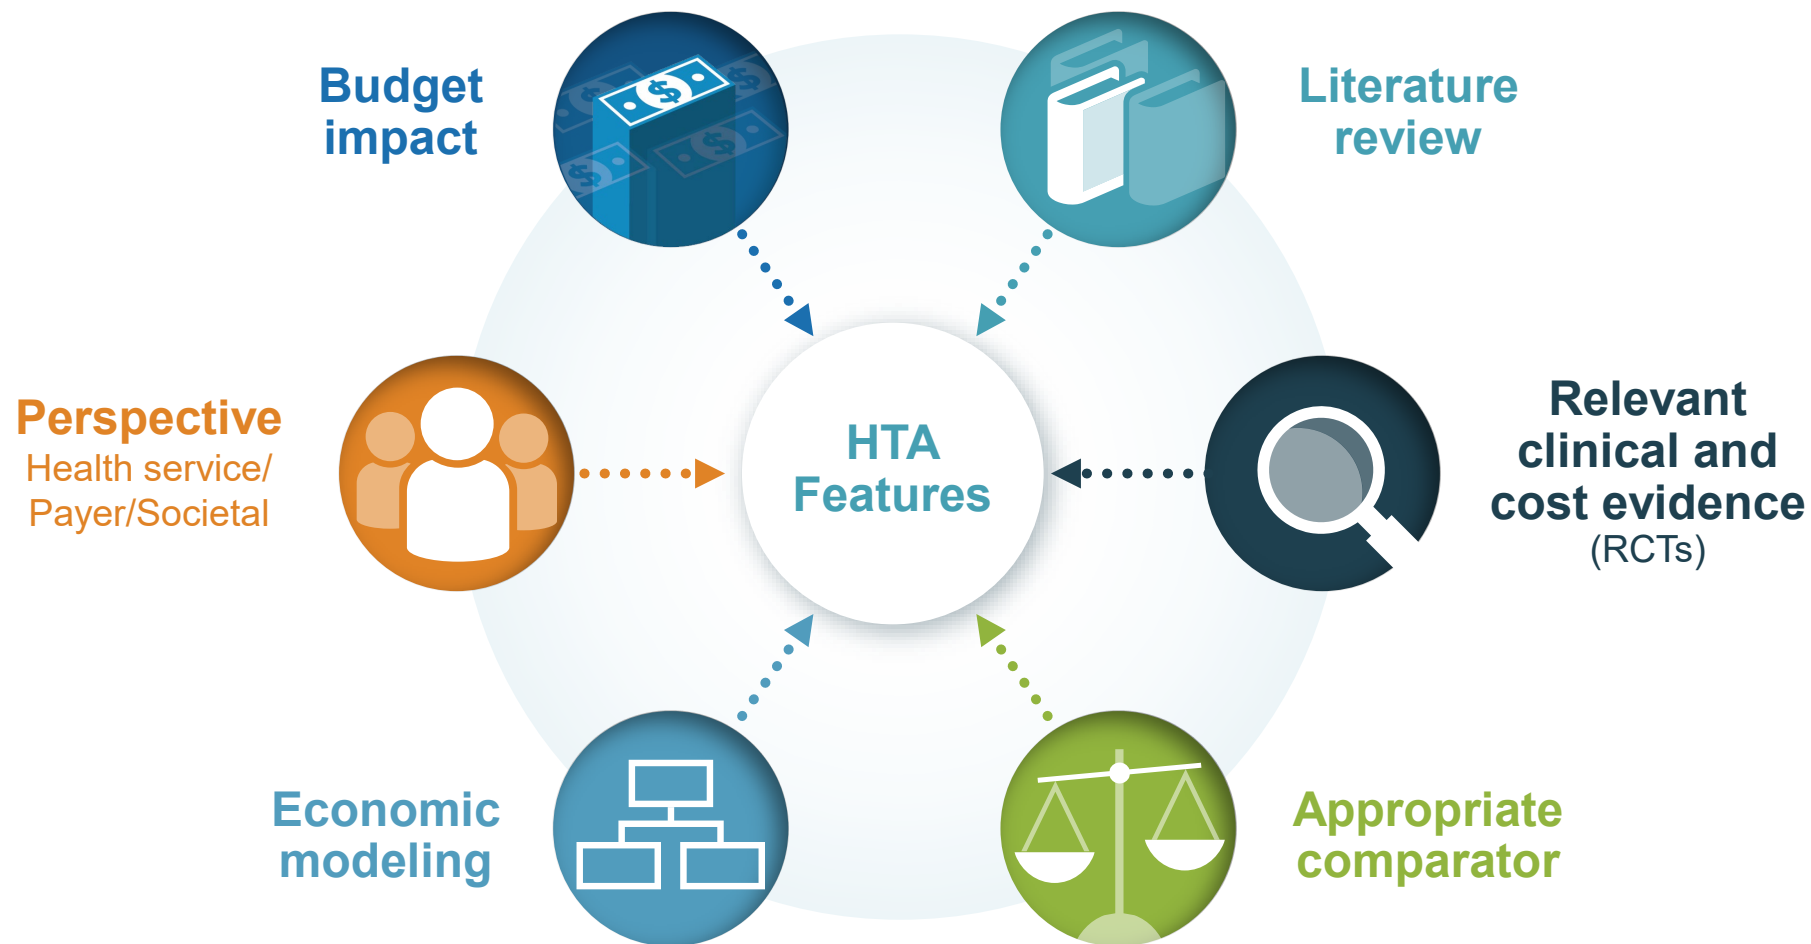 Budget
impact
Literature
review
Perspective
Health service/
Payer/Societal
HTA
Features
Relevant
clinical and
cost evidence
(RCTs)
Economic
modeling
Appropriate
comparator